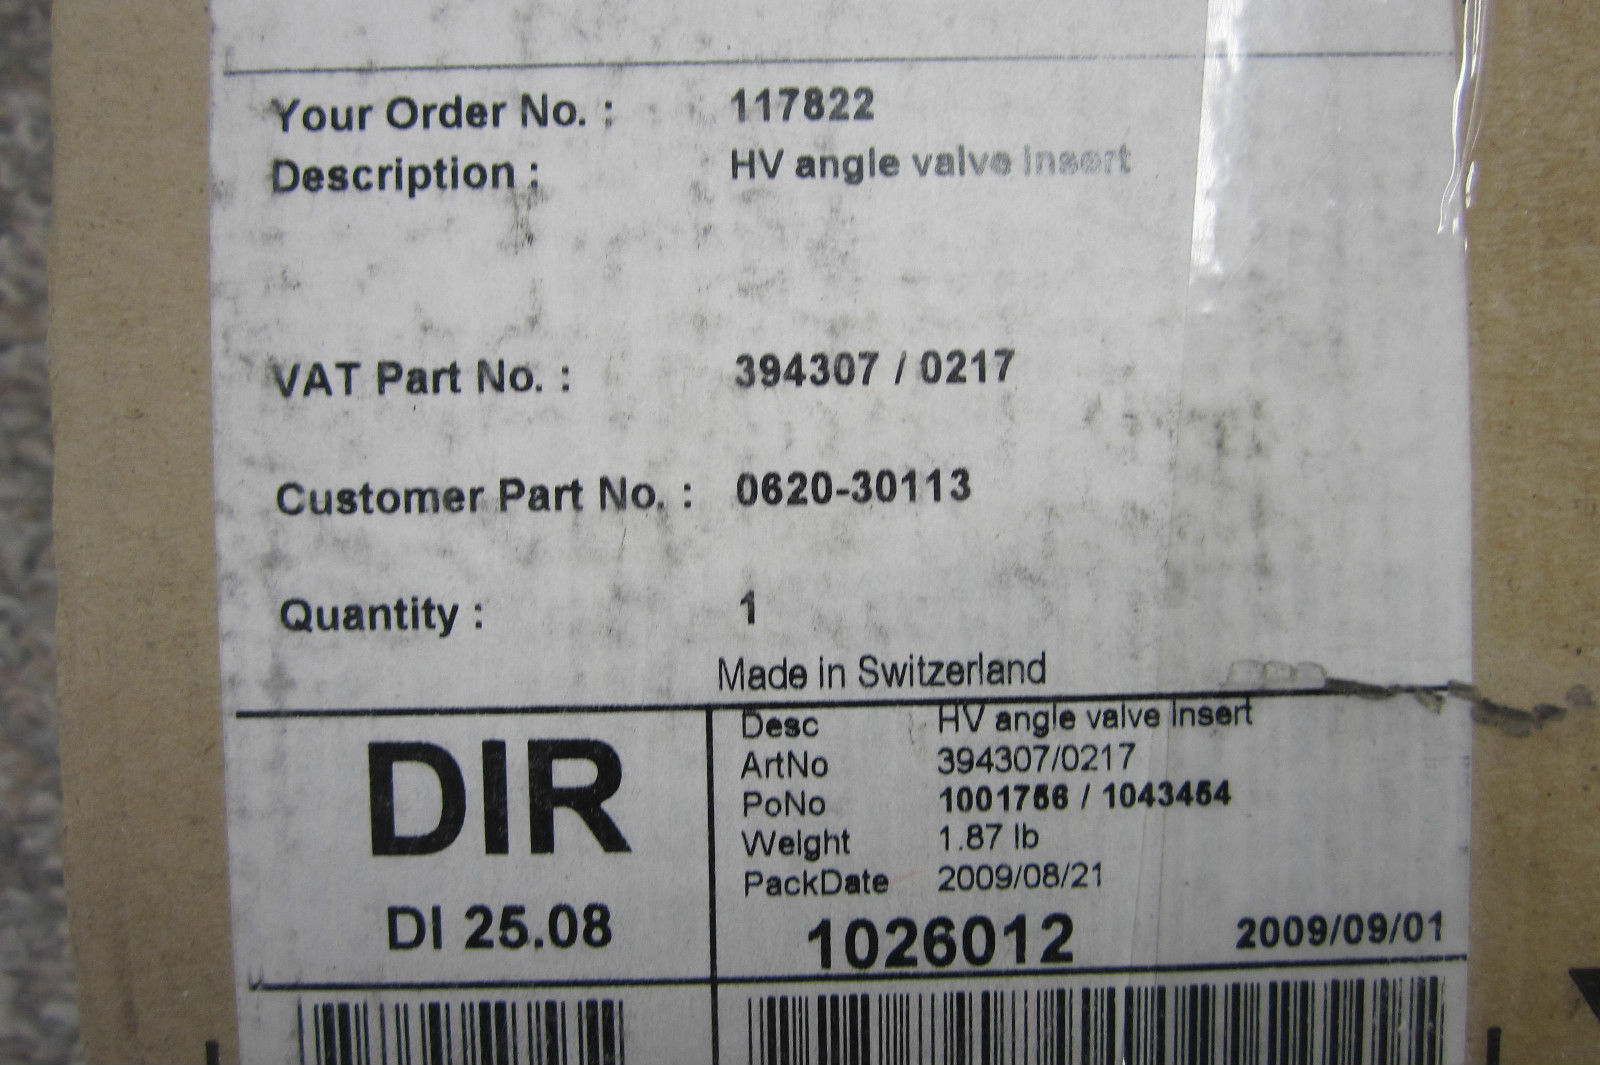 Your Order No. : 117822
Description : HV angle valve insert
VAT Part No. : 394307 / 0217
Customer Part No. : 0620-30113
Quantity : 1
Made in Switzerland
DIR
DI 25.08
Desc HV angle valve insert
ArtNo 394307/0217
PoNo 1001756 / 1043454
Weight 1.87 lb
PackDate 2009/08/21
1026012 2009/09/01